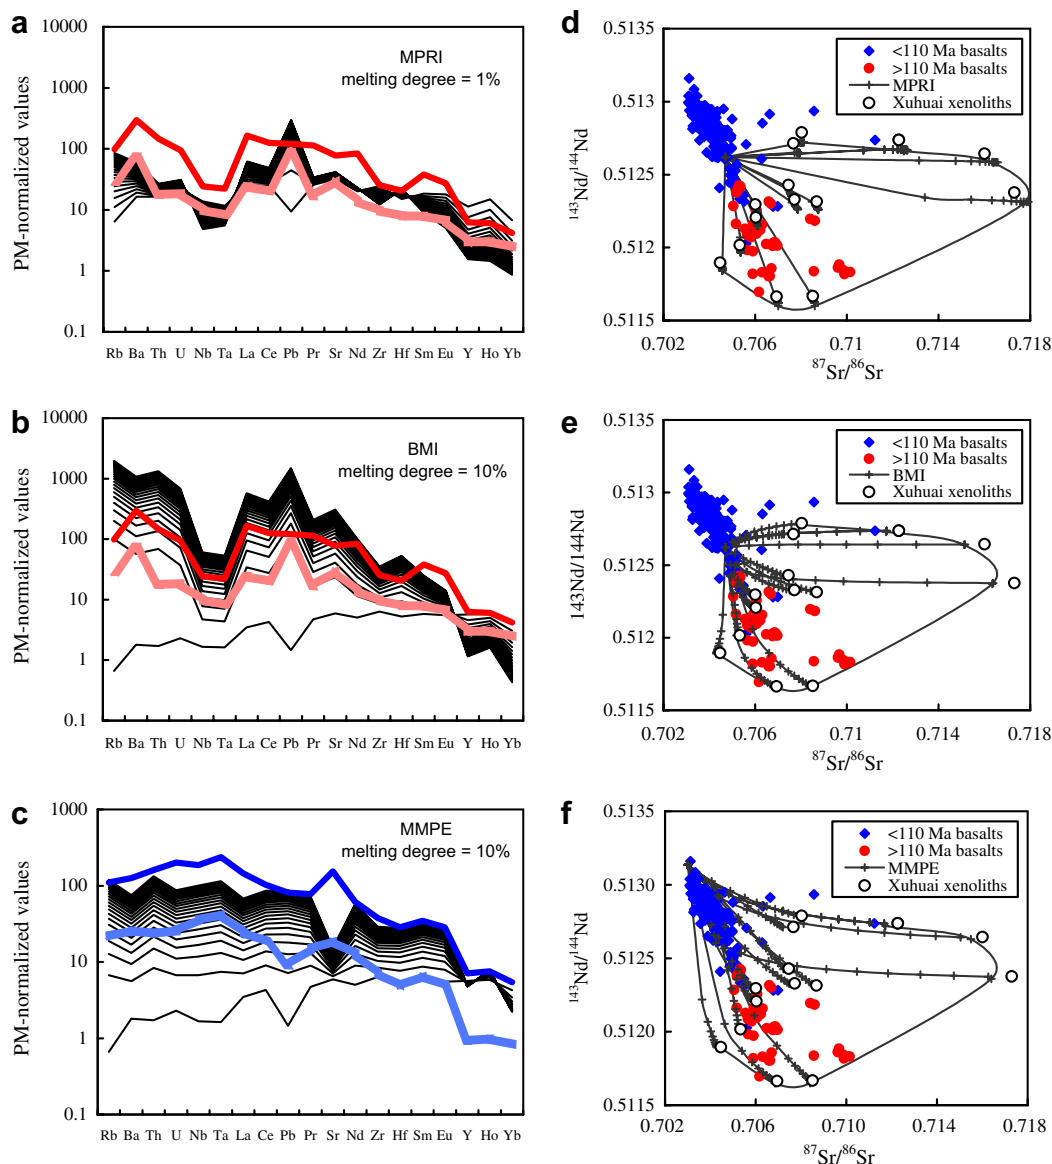 a
10000
1000
100
10
1
0.1
PM-normalized values
MPRI
melting degree = 1%
Rb Ba Th U Nb Ta La Ce Pb Pr Sr Nd Zr Hf Sm Eu Y Ho Yb
d
0.5135
0.513
0.5125
0.512
0.5115
143Nd/144Nd
<110 Ma basalts
>110 Ma basalts
MPRI
Xuhuai xenoliths
0.702 0.706 0.71 0.714 0.718
87Sr/86Sr
b
10000
1000
100
10
1
0.1
PM-normalized values
BMI
melting degree = 10%
Rb Ba Th U Nb Ta La Ce Pb Pr Sr Nd Zr Hf Sm Eu Y Ho Yb
e
0.5135
0.5130
0.5125
0.5120
0.5115
143Nd/144Nd
<110 Ma basalts
>110 Ma basalts
BMI
Xuhuai xenoliths
0.702 0.706 0.71 0.714 0.718
87Sr/86Sr
c
1000
100
10
1
0.1
PM-normalized values
MMPE
melting degree = 10%
Rb Ba Th U Nb Ta La Ce Pb Pr Sr Nd Zr Hf Sm Eu Y Ho Yb
f
0.5135
0.5130
0.5125
0.5120
0.5115
143Nd/144Nd
<110 Ma basalts
>110 Ma basalts
MMPE
Xuhuai xenoliths
0.702 0.706 0.710 0.714 0.718
87Sr/86Sr